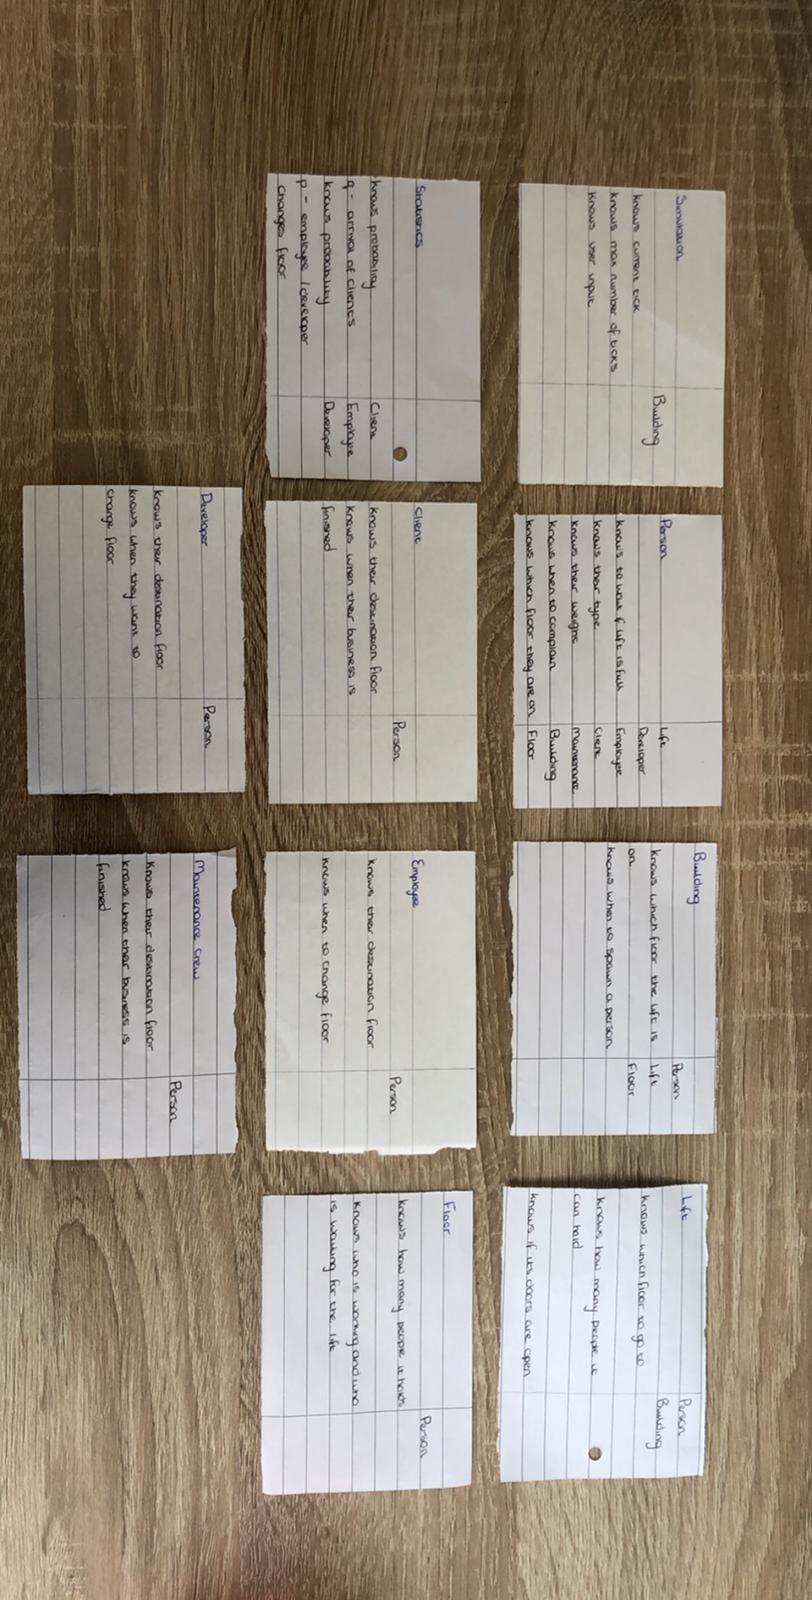 Simulation
Building
knows current tick
knows max number of ticks
knows user input
Person
Lift
knows to wait if lift is full
Developer
knows their type
Employee
knows their weight
Client
knows when to complain
Maintenance
knows which floor they are on
Building
Floor
Building
Person
knows which floor the lift is
Lift
on
Floor
knows when to spawn a person
Lift
Person
Building
knows which floor to go to
knows how many people it
can hold
knows if its doors are open
Statistics
knows probability
Client
q - arrival of clients
Employee
knows probability
Developer
p - employee / developer
changes floor
Client
Person
knows their destination floor
knows when their business is
finished
Employee
Person
knows their destination floor
knows when to change floor
Floor
Person
knows how many people it holds
knows who is working and who
is waiting for the lift
Developer
Person
knows their destination floor
knows when they want to
change floor
Maintenance crew
Person
knows their destination floor
knows when their business is
finished